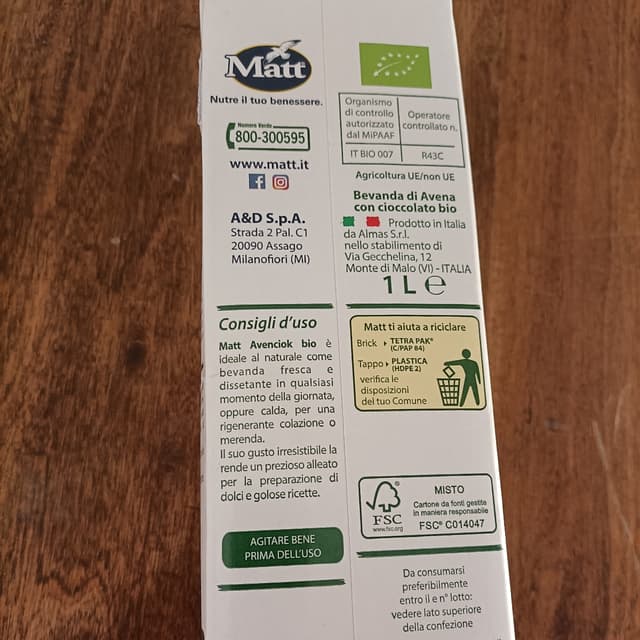 Matt
Nutre il tuo benessere.
Numero Verde
800-300595
www.matt.it
A&D S.p.A.
Strada 2 Pal. C1
20090 Assago
Milanofiori (MI)
Consigli d'uso
Matt Avenciok bio è
ideale al naturale come
bevanda fresca e
dissetante in qualsiasi
momento della giornata,
oppure calda, per una
rigenerante colazione o
merenda.
Il suo gusto irresistibile la
rende un prezioso alleato
per la preparazione di
dolci e golose ricette.
AGITARE BENE
PRIMA DELL'USO
Organismo
di controllo
autorizzato
dal MiPAAF
Operatore
controllato n.
IT BIO 007
R43C
Agricoltura UE/non UE
Bevanda di Avena
con cioccolato bio
Prodotto in Italia
da Almas S.r.l.
nello stabilimento di
Via Gecchelina, 12
Monte di Malo (VI) - ITALIA
1 L e
Matt ti aiuta a riciclare
Brick TETRA PAK®
(C/PAP 84)
Tappo PLASTICA
(HDPE 2)
verifica le
disposizioni
del tuo Comune
FSC
www.fsc.org
MISTO
Cartone da fonti gestite
in maniera responsabile
FSC® C014047
Da consumarsi
preferibilmente
entro il e n° lotto:
vedere lato superiore
della confezione